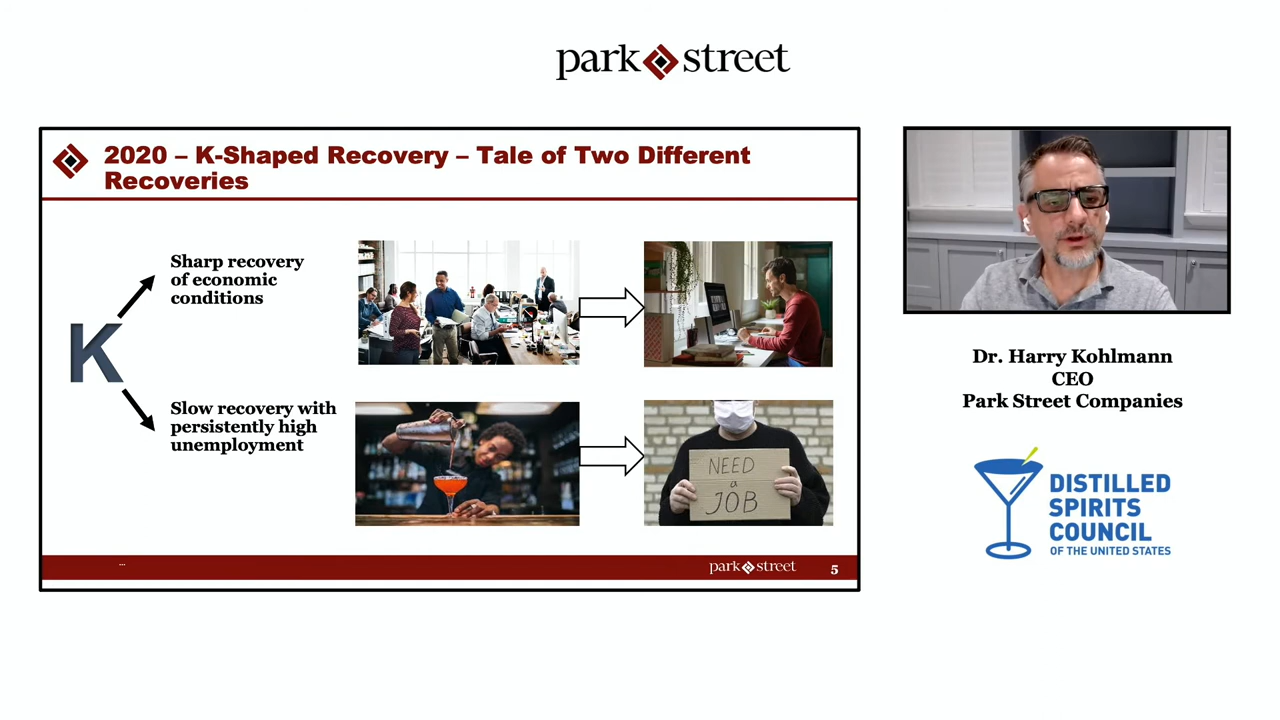 park street
2020 – K-Shaped Recovery – Tale of Two Different
Recoveries
Sharp recovery
of economic
conditions
K
Slow recovery with
persistently high
unemployment
NEED
a
JOB
...
park street
5
Dr. Harry Kohlmann
CEO
Park Street Companies
DISTILLED
SPIRITS
COUNCIL
OF THE UNITED STATES